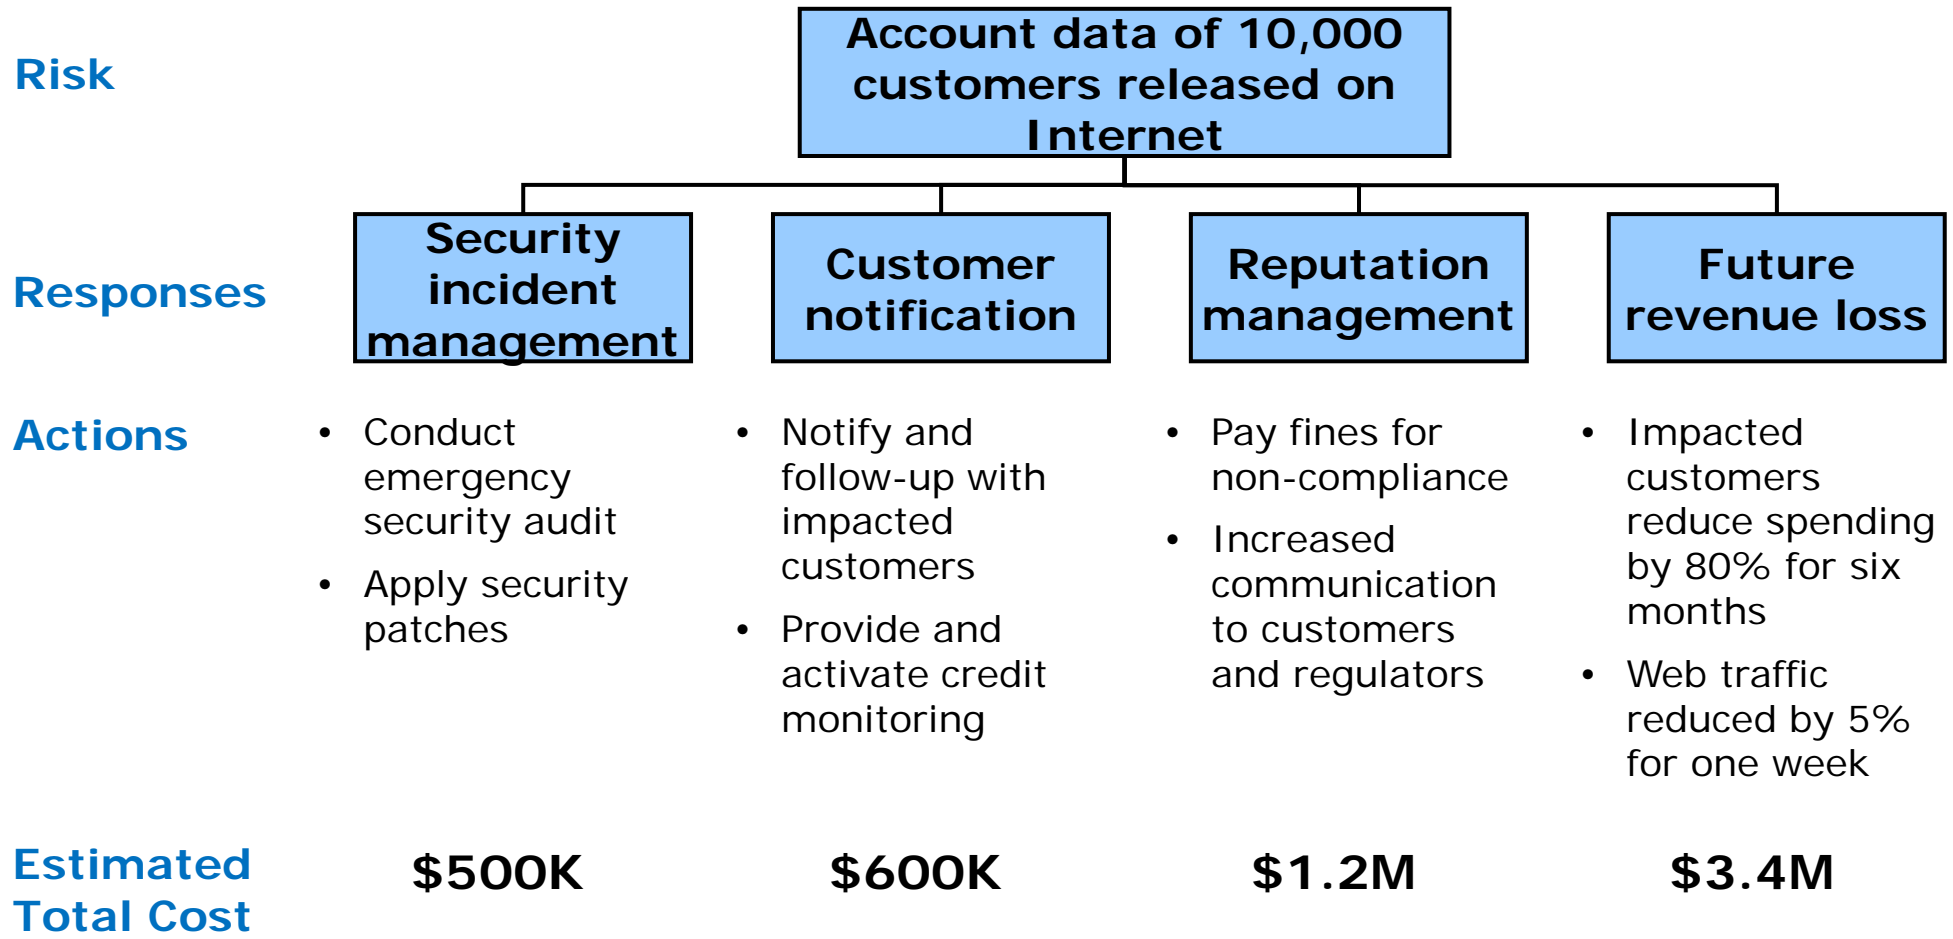 Risk
Account data of 10,000
customers released on
Internet
Responses
Security
incident
management
Customer
notification
Reputation
management
Future
revenue loss
Actions
• Conduct
emergency
security audit
• Apply security
patches
• Notify and
follow-up with
impacted
customers
• Provide and
activate credit
monitoring
• Pay fines for
non-compliance
• Increased
communication
to customers
and regulators
• Impacted
customers
reduce spending
by 80% for six
months
• Web traffic
reduced by 5%
for one week
Estimated
Total Cost
$500K
$600K
$1.2M
$3.4M